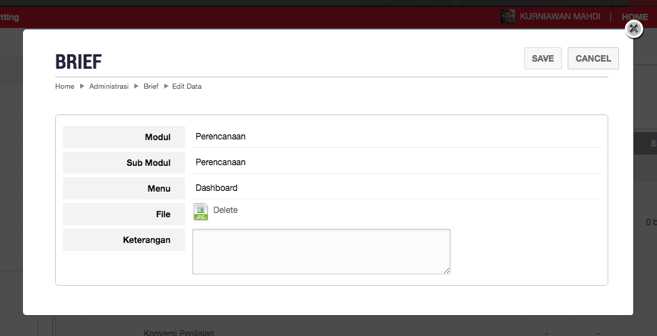 tting
KURNIAWAN MAHDI | HOME
BRIEF
SAVE
CANCEL
Home ▶ Administrasi ▶ Brief ▶ Edit Data
Modul Perencanaan
Sub Modul Perencanaan
Menu Dashboard
File Delete
Keterangan
S
0 b
Konversi Penilaian